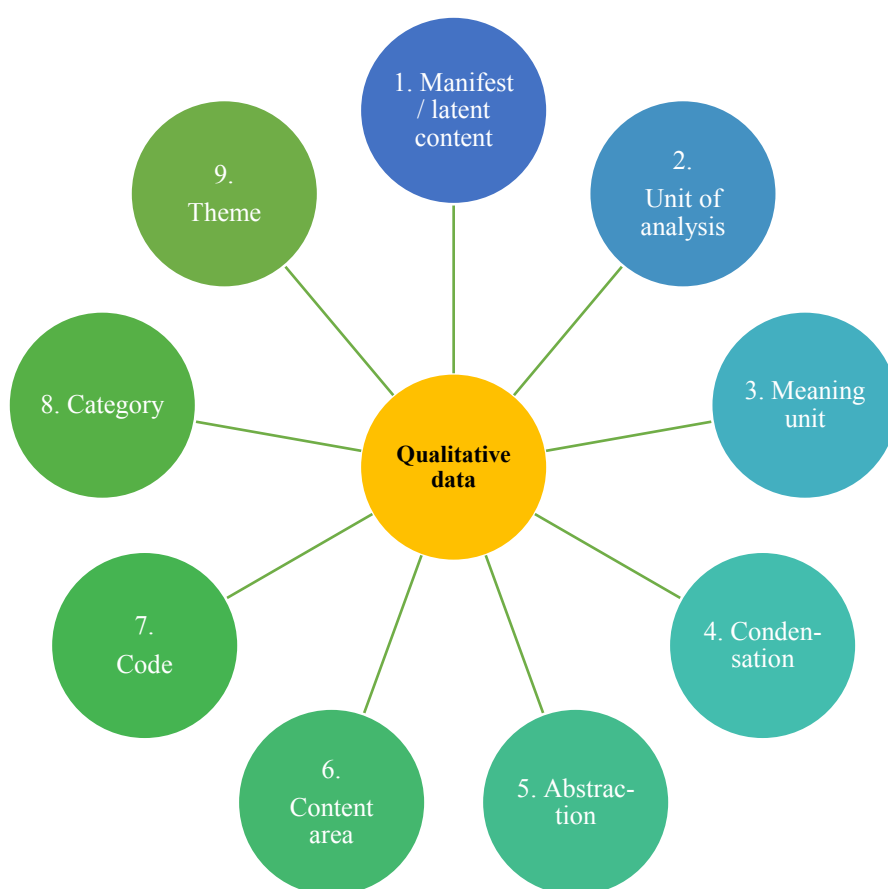 1. Manifest
/ latent
content
2.
Unit of
analysis
3. Meaning
unit
4. Conden-
sation
5. Abstrac-
tion
6.
Content
area
7.
Code
8. Category
9.
Theme
Qualitative
data